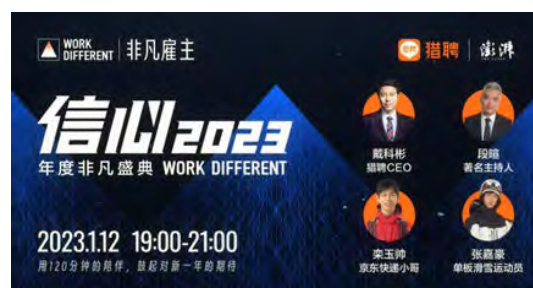 WORK
DIFFERENT
非凡雇主
猎聘
澎湃
信心2023
年度非凡盛典 WORK DIFFERENT
戴科彬
猎聘CEO
段暄
著名主持人
栾玉帅
京东快递小哥
张嘉豪
单板滑雪运动员
2023.1.12 19:00-21:00
用120分钟的陪伴，鼓起对新一年的期待